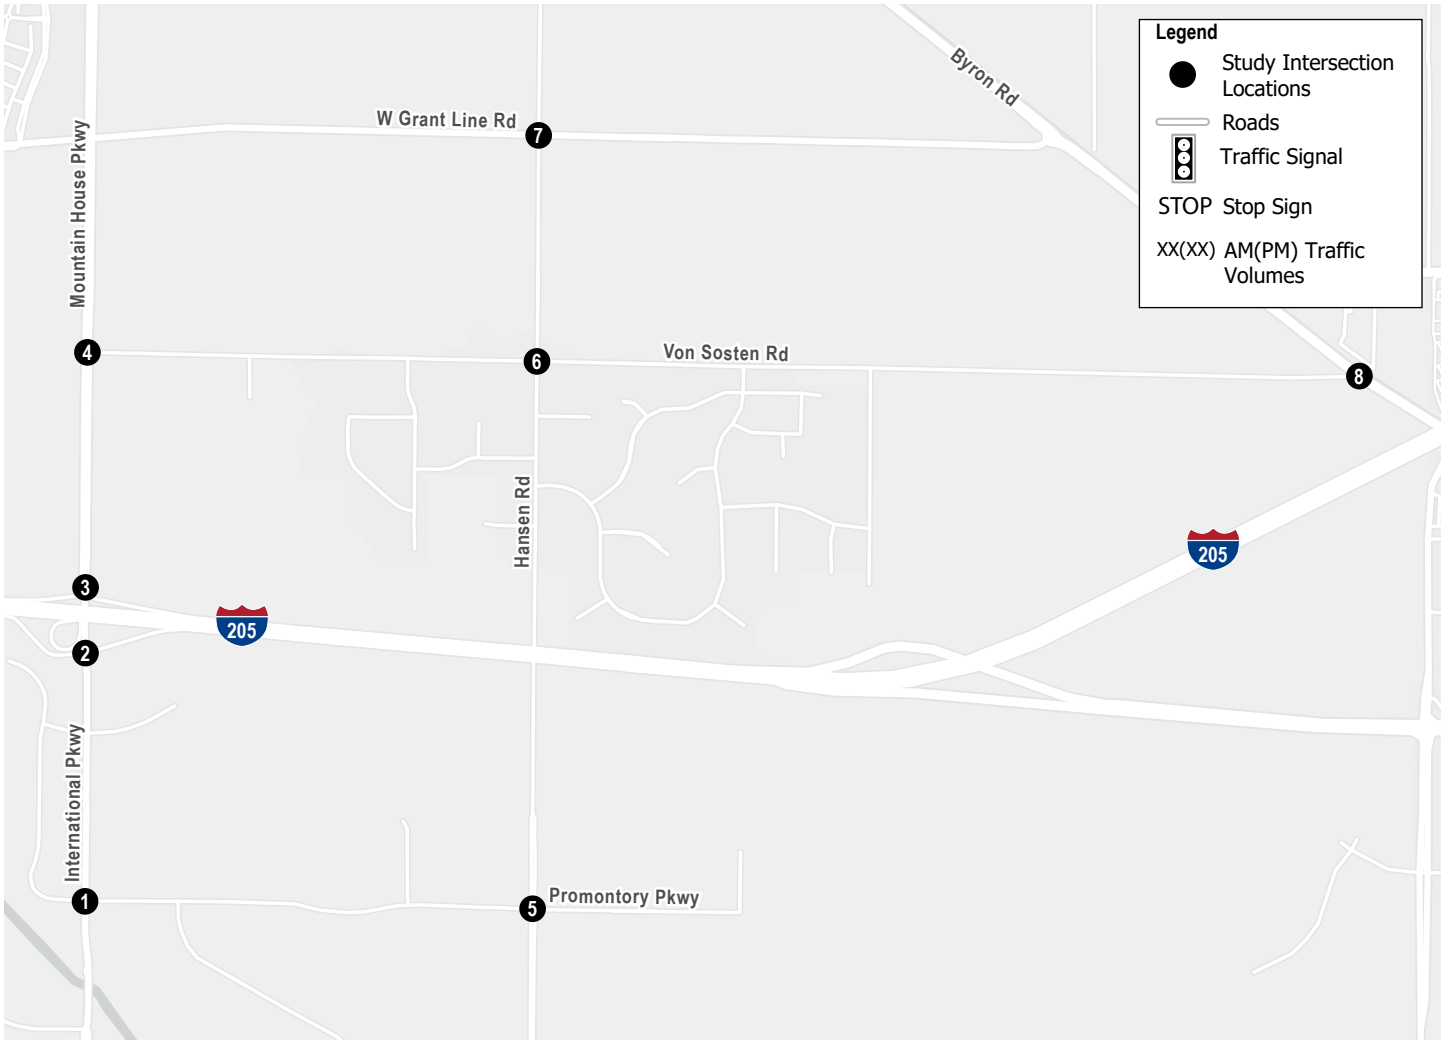 Legend
Study Intersection
Locations
Roads
Traffic Signal
STOP Stop Sign
XX(XX) AM(PM) Traffic
Volumes
Byron Rd
W Grant Line Rd
7
Mountain House Pkwy
4
6
Von Sosten Rd
8
Hansen Rd
205
3
205
2
International Pkwy
1
5
Promontory Pkwy